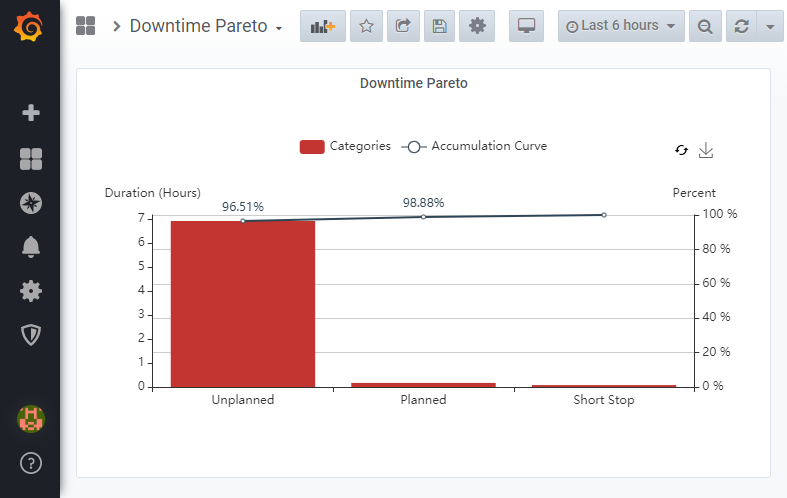 Downtime Pareto
Last 6 hours
Downtime Pareto
Categories
Accumulation Curve
Duration (Hours)
Percent
96.51%
98.88%
7
6
5
4
3
2
1
0
100 %
80 %
60 %
40 %
20 %
0 %
Unplanned
Planned
Short Stop
?